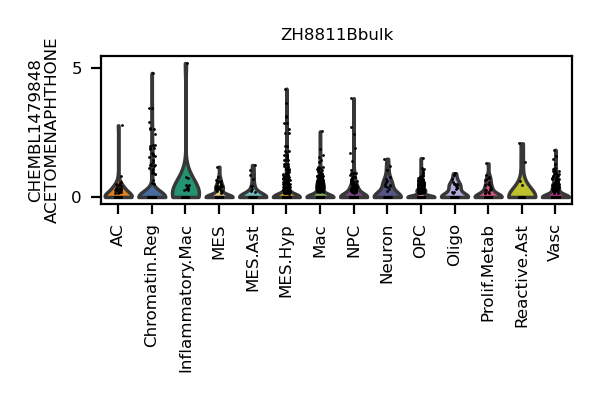 ZH8811Bbulk
CHEMBL1479848
ACETOMENAPHTHONE
5
0
AC
Chromatin.Reg
Inflammatory.Mac
MES
MES.Ast
MES.Hyp
Mac
NPC
Neuron
OPC
Oligo
Prolif.Metab
Reactive.Ast
Vasc